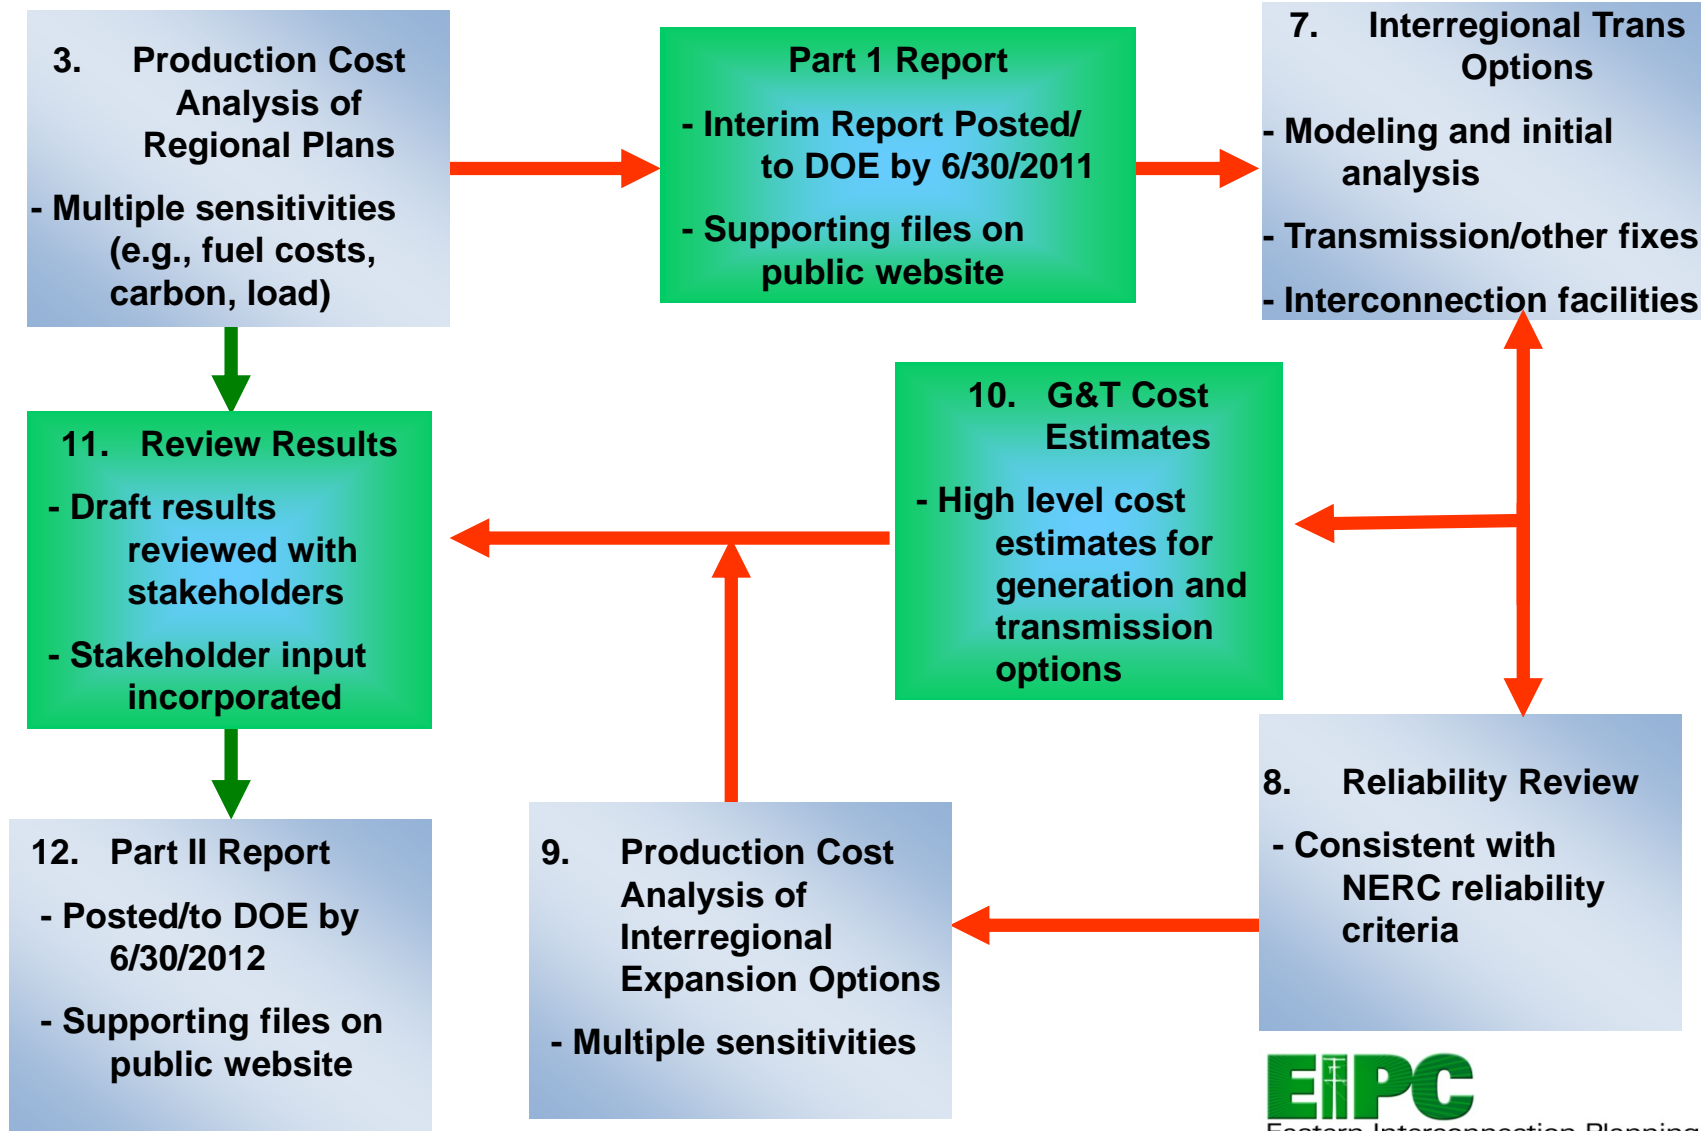 3. Production Cost
Analysis of
Regional Plans
- Multiple sensitivities
(e.g., fuel costs,
carbon, load)
Part 1 Report
- Interim Report Posted/
to DOE by 6/30/2011
- Supporting files on
public website
7. Interregional Trans
Options
- Modeling and initial
analysis
- Transmission/other fixes
- Interconnection facilities
11. Review Results
- Draft results
reviewed with
stakeholders
- Stakeholder input
incorporated
10. G&T Cost
Estimates
- High level cost
estimates for
generation and
transmission
options
12. Part II Report
- Posted/to DOE by
6/30/2012
- Supporting files on
public website
9. Production Cost
Analysis of
Interregional
Expansion Options
- Multiple sensitivities
8. Reliability Review
- Consistent with
NERC reliability
criteria
EIPC
Eastern Interconnection Planning